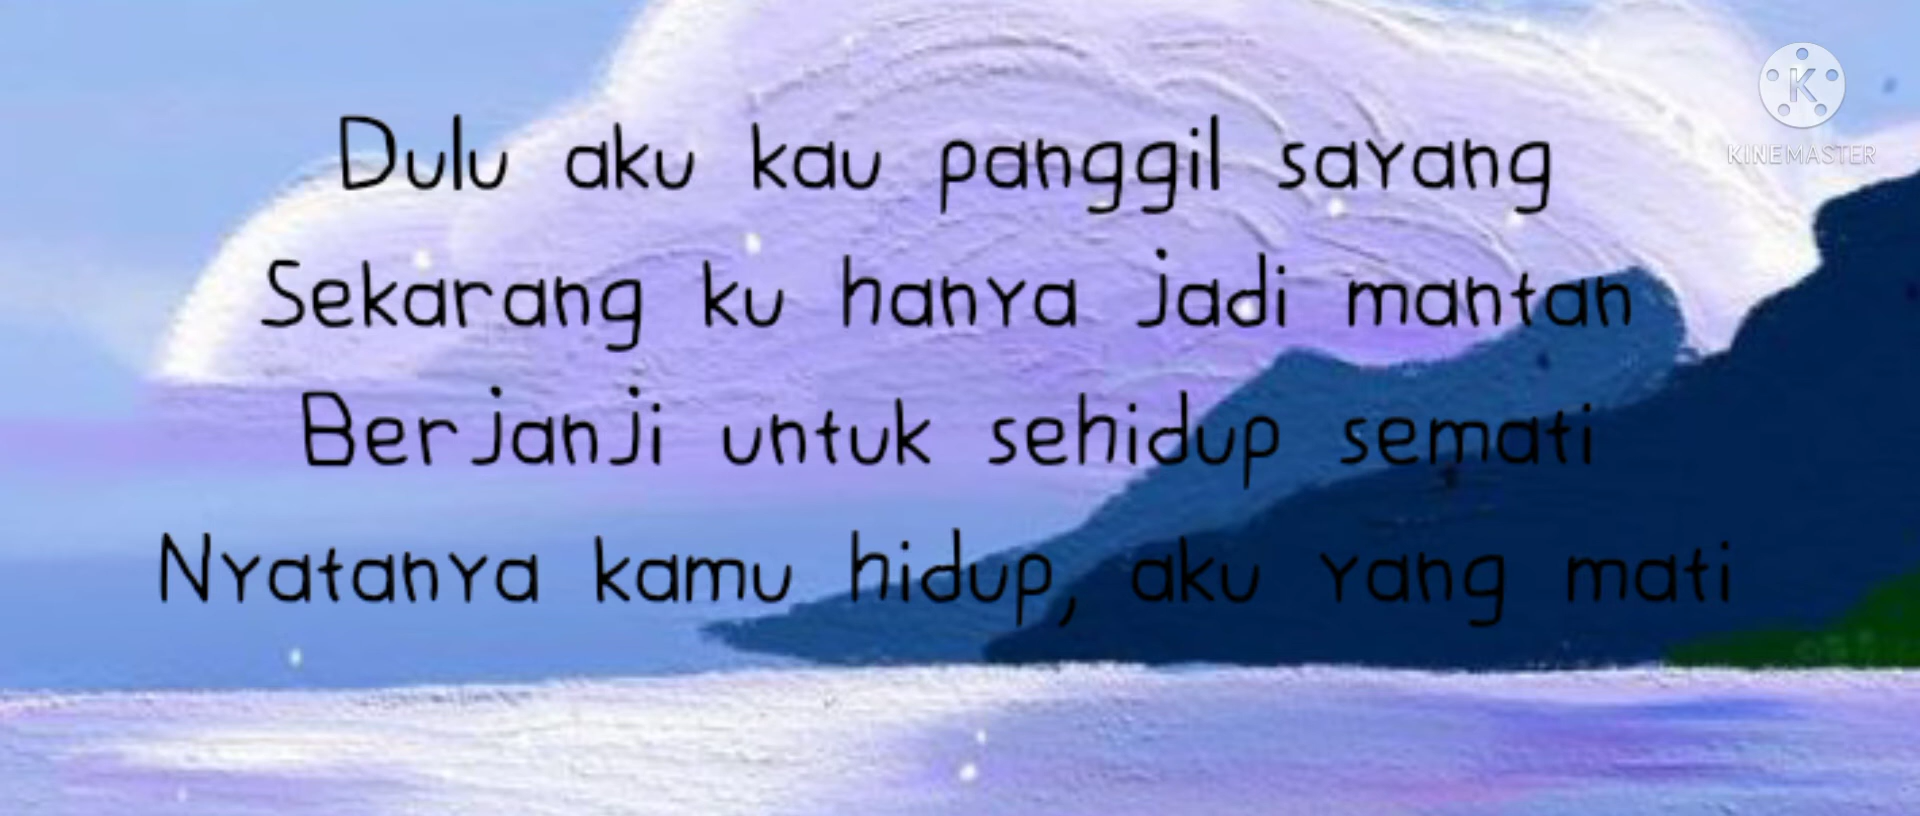 Dulu aku kau panggil sayang
Sekarang ku hanya jadi mantan
Berjanji untuk sehidup semati
Nyatanya kamu hidup, aku yang mati
KINEMASTER